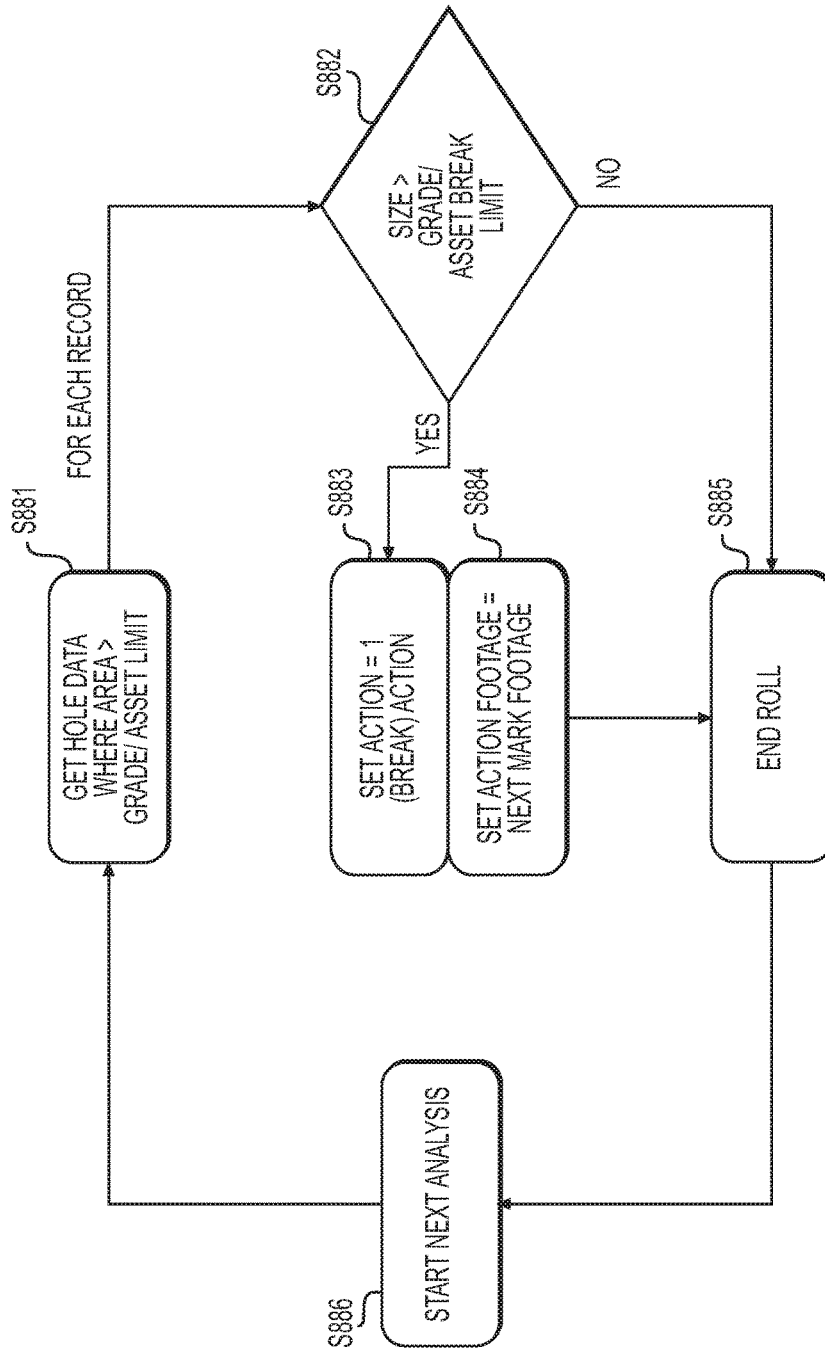 S881
GET HOLE DATA
WHERE AREA >
GRADE/ ASSET LIMIT
FOR EACH RECORD
S882
SIZE >
GRADE/
ASSET BREAK
LIMIT
YES
NO
S883
SET ACTION = 1
(BREAK) ACTION
S884
SET ACTION FOOTAGE =
NEXT MARK FOOTAGE
S885
END ROLL
S886
START NEXT ANALYSIS